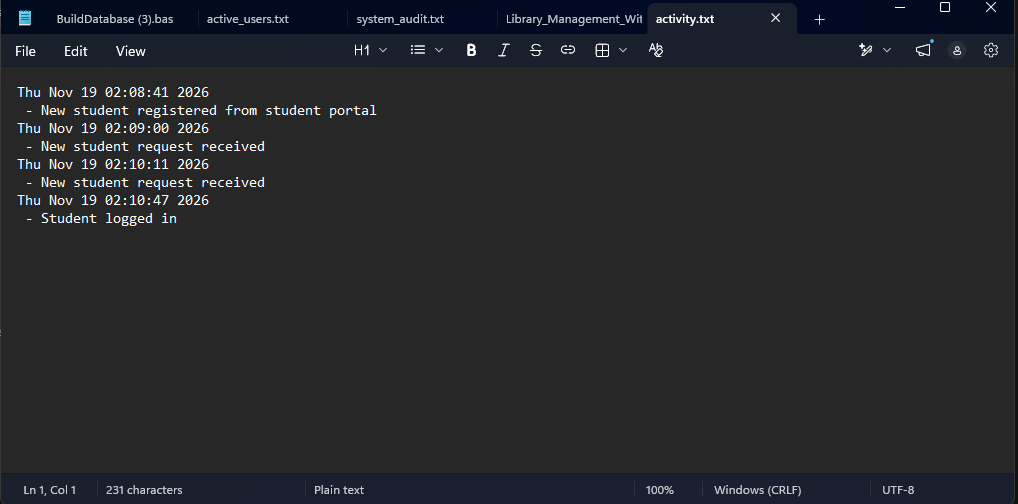 BuildDatabase (3).bas
active_users.txt
system_audit.txt
Library_Management_Wit
activity.txt
File Edit View
H1 B I S
Thu Nov 19 02:08:41 2026
- New student registered from student portal
Thu Nov 19 02:09:00 2026
- New student request received
Thu Nov 19 02:10:11 2026
- New student request received
Thu Nov 19 02:10:47 2026
- Student logged in
Ln 1, Col 1 231 characters Plain text 100% Windows (CRLF) UTF-8